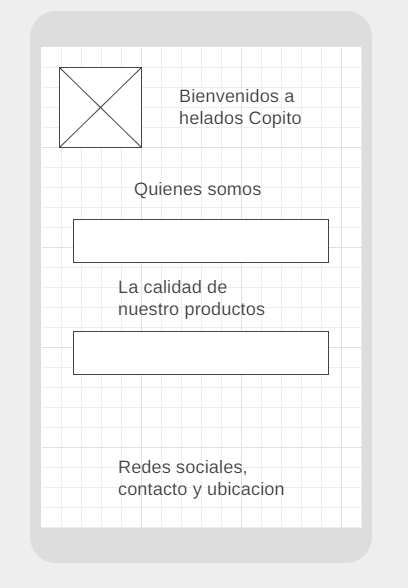 Bienvenidos a
helados Copito
Quienes somos
La calidad de
nuestro productos
Redes sociales,
contacto y ubicacion